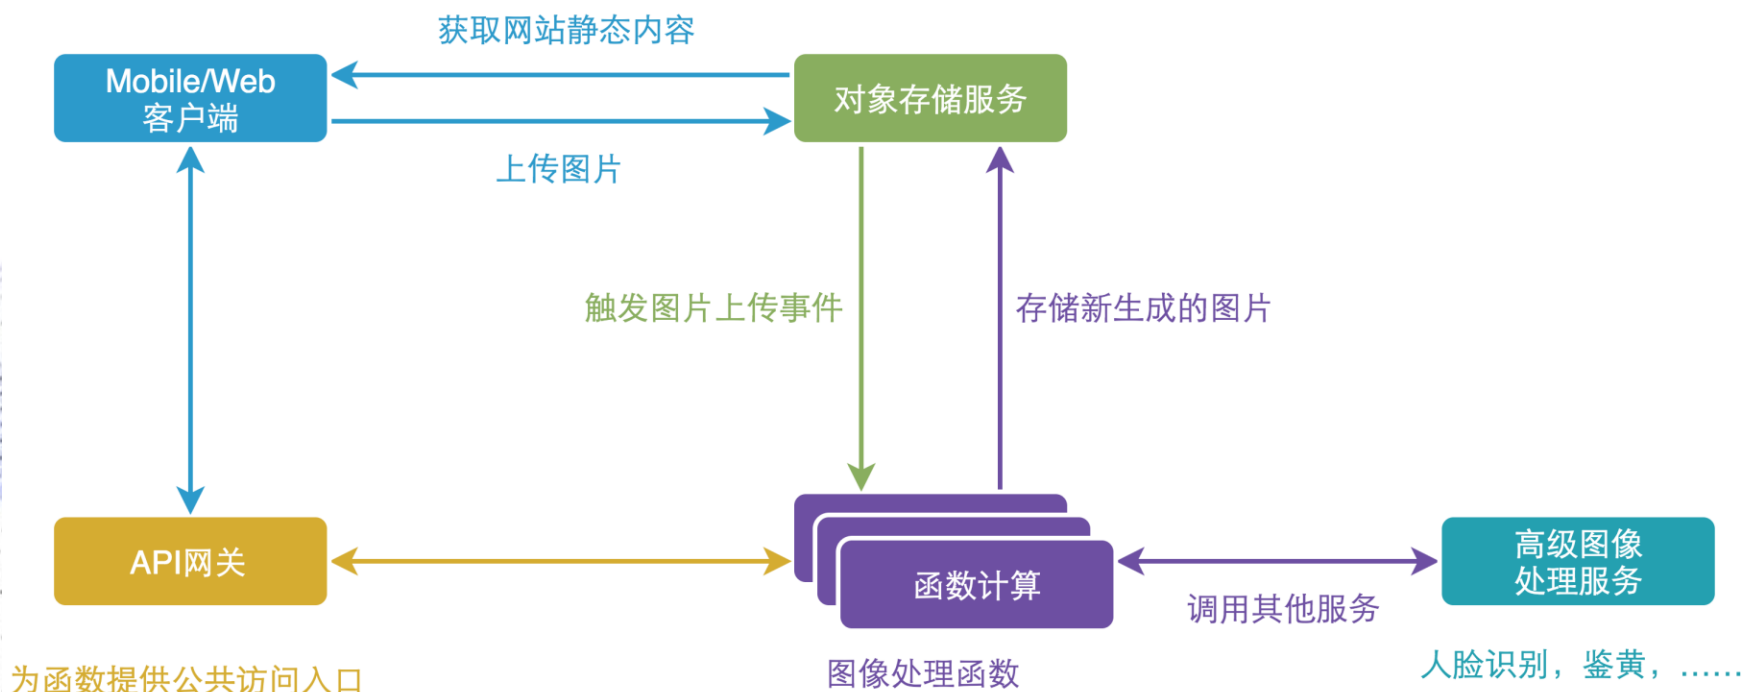 获取网站静态内容
Mobile/Web
客户端
对象存储服务
上传图片
触发图片上传事件
存储新生成的图片
API网关
函数计算
高级图像
处理服务
调用其他服务
为函数提供公共访问入口
图像处理函数
人脸识别，鉴黄，……